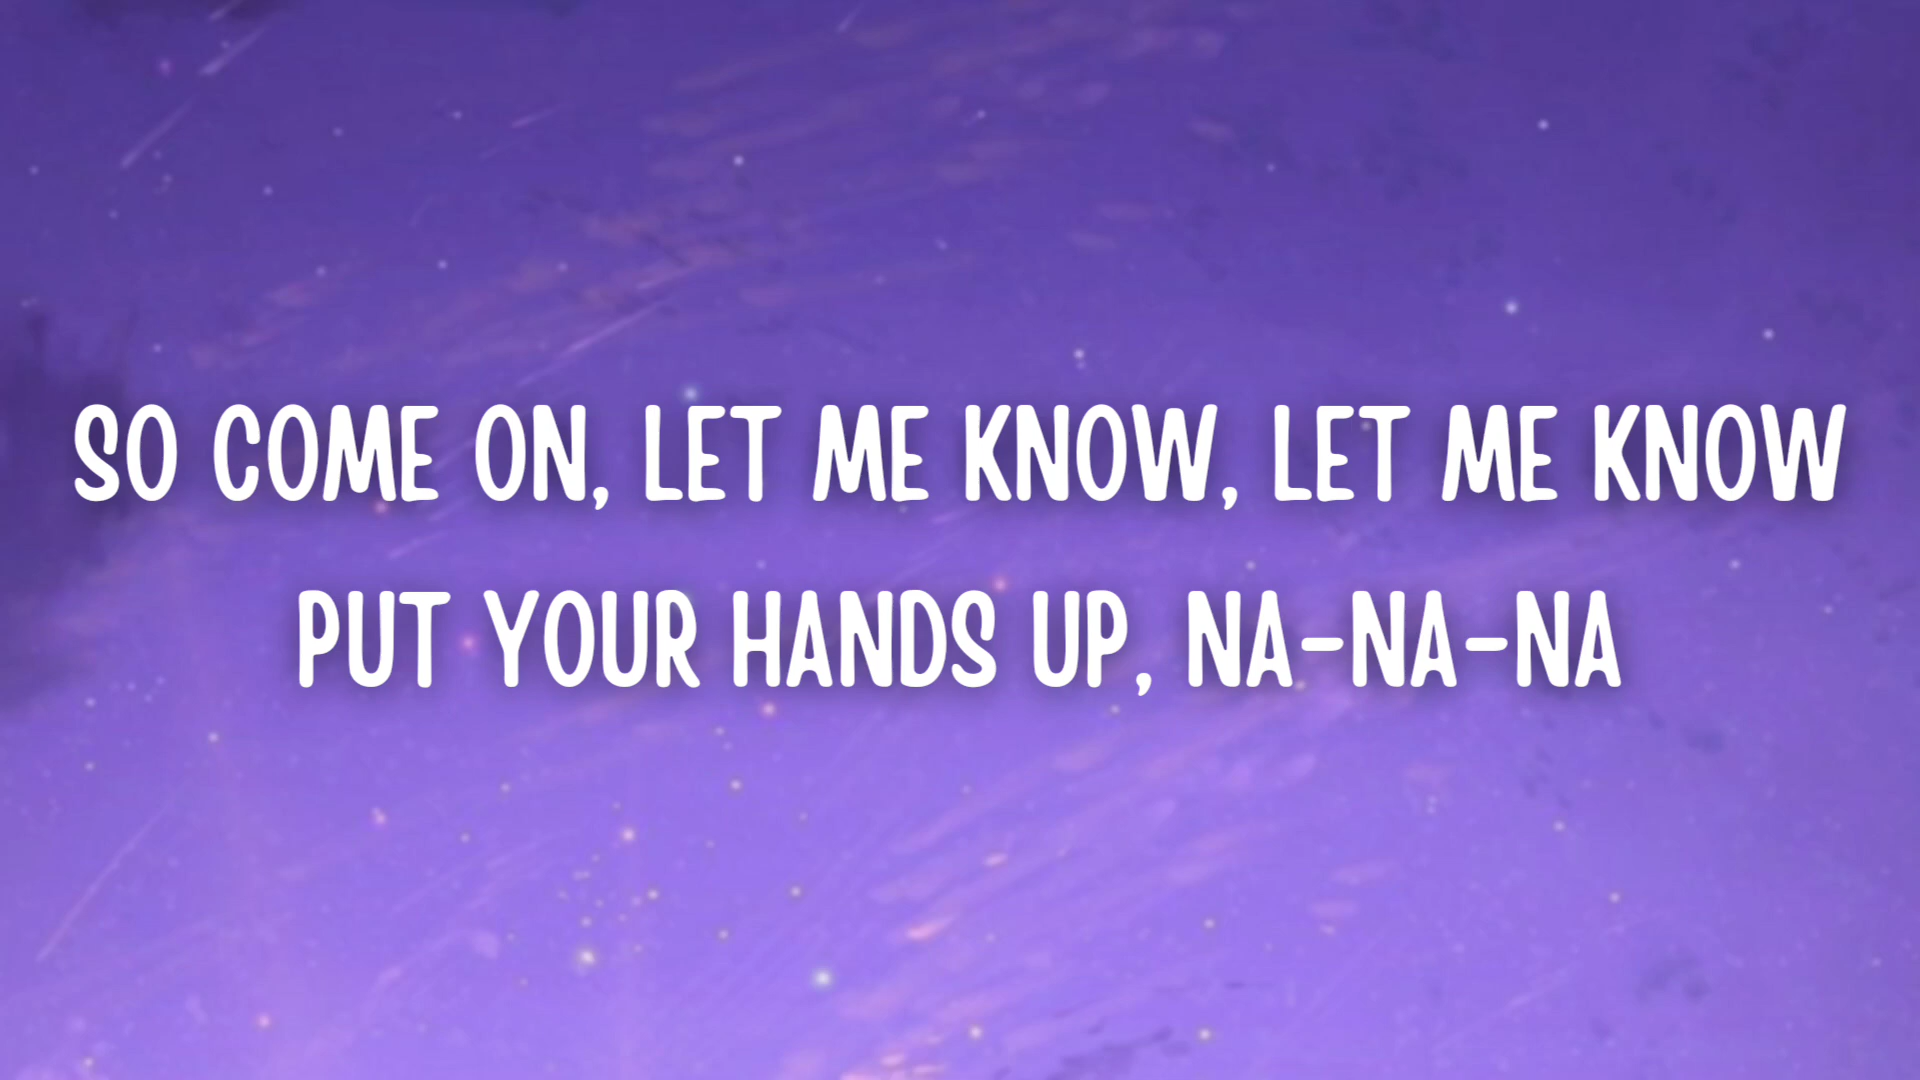 SO COME ON, LET ME KNOW, LET ME KNOW
PUT YOUR HANDS UP, NA-NA-NA